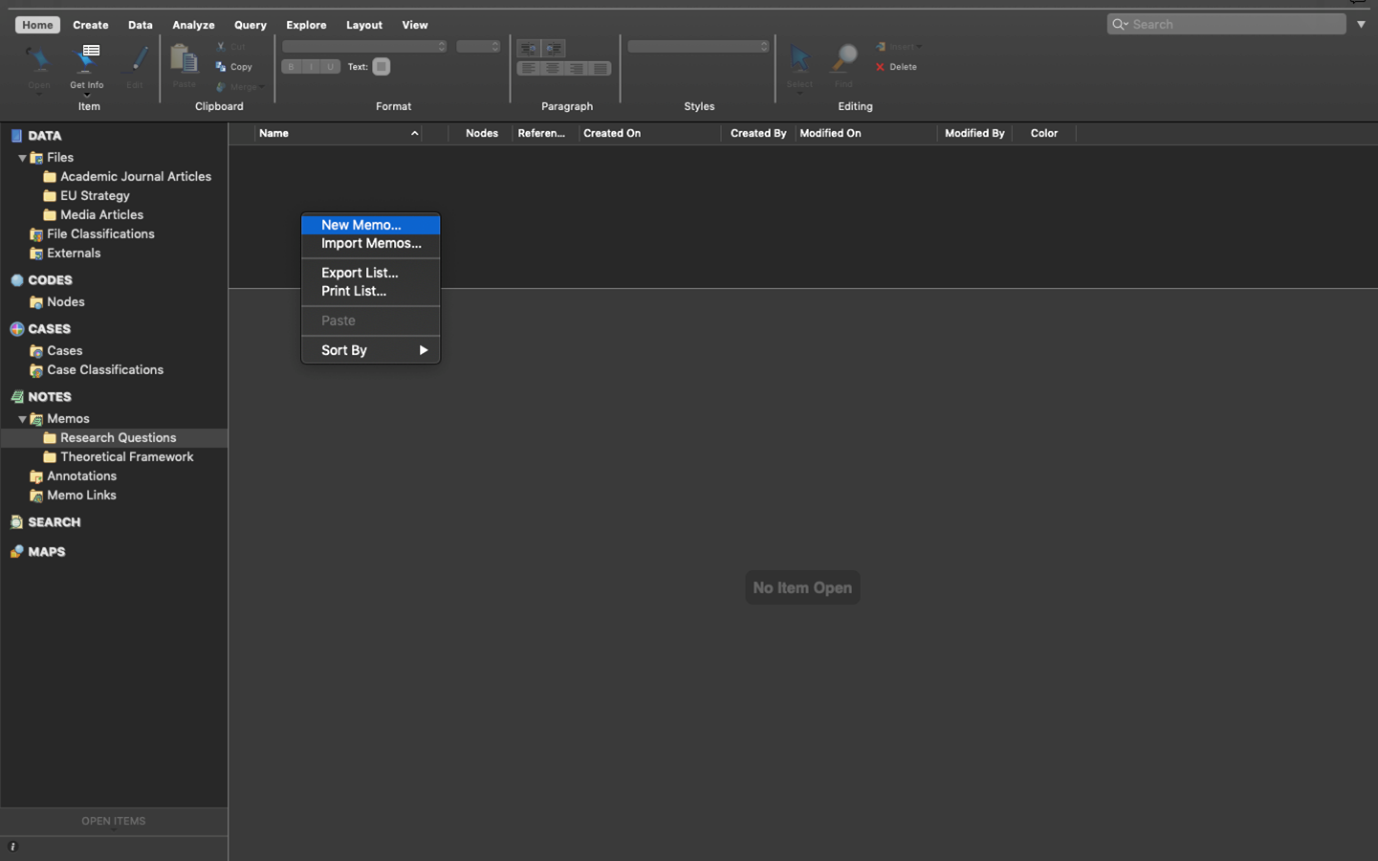 Home Create Data Analyze Query Explore Layout View
Search
Open Get Info Edit
Item
Paste Cut
Copy
Merge
Clipboard
B I U Text:
Format
Paragraph
Styles
Select Find Insert
Delete
Editing
DATA
Files
Academic Journal Articles
EU Strategy
Media Articles
File Classifications
Externals
CODES
Nodes
CASES
Cases
Case Classifications
NOTES
Memos
Research Questions
Theoretical Framework
Annotations
Memo Links
SEARCH
MAPS
OPEN ITEMS
i
Name Nodes Referen... Created On Created By Modified On Modified By Color
New Memo...
Import Memos...
Export List...
Print List...
Paste
Sort By
No Item Open